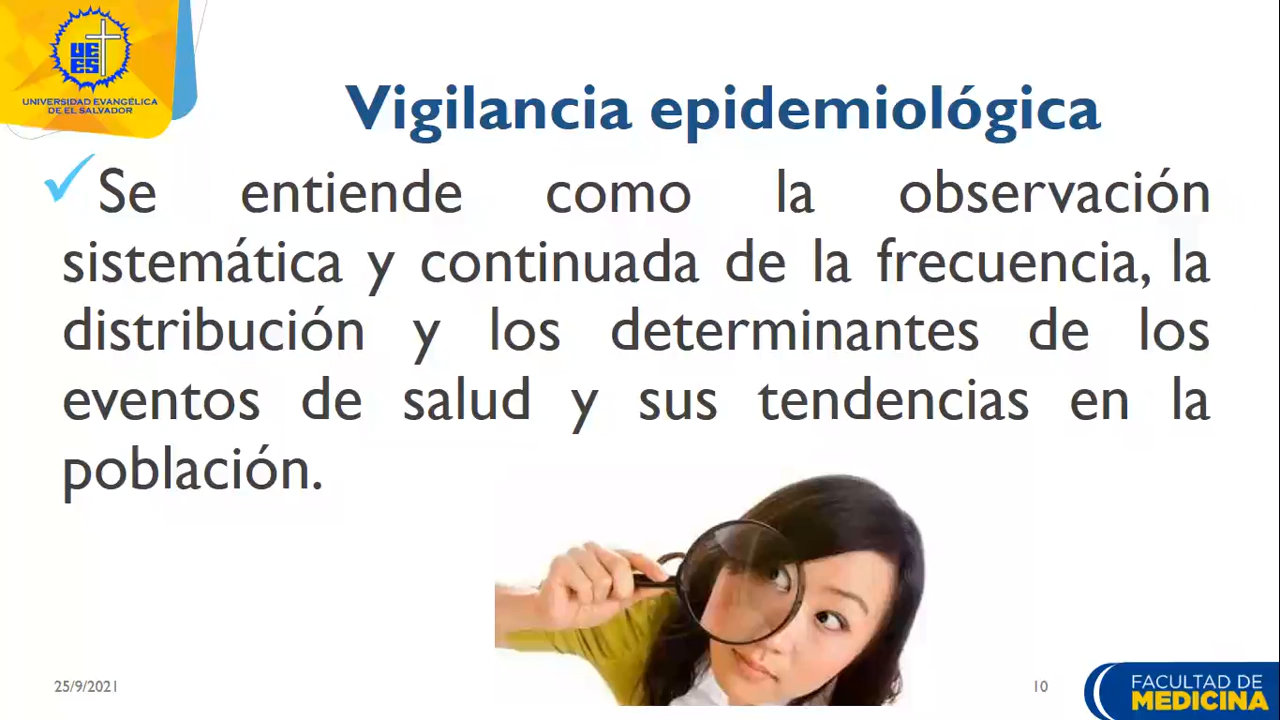 UE
ES
UNIVERSIDAD EVANGÉLICA
DE EL SALVADOR
Vigilancia epidemiológica
Se entiende como la observación
sistemática y continuada de la frecuencia, la
distribución y los determinantes de los
eventos de salud y sus tendencias en la
población.
25/9/2021
10
FACULTAD DE
MEDICINA